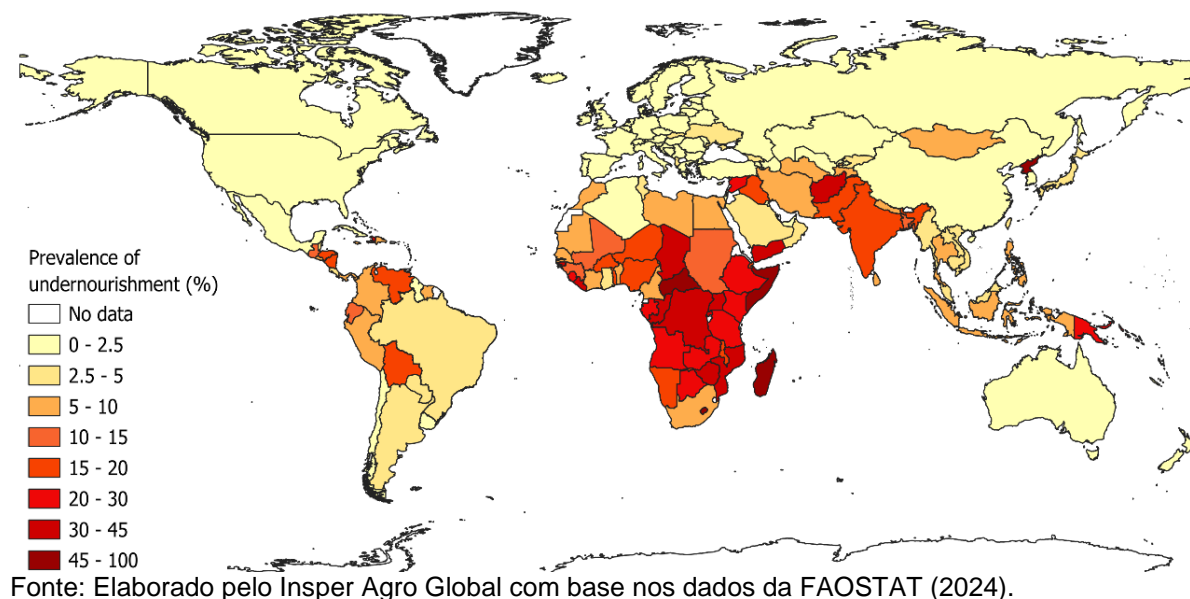 Prevalence of
undernourishment (%)
No data
0 - 2.5
2.5 - 5
5 - 10
10 - 15
15 - 20
20 - 30
30 - 45
45 - 100
Fonte: Elaborado pelo Insper Agro Global com base nos dados da FAOSTAT (2024).